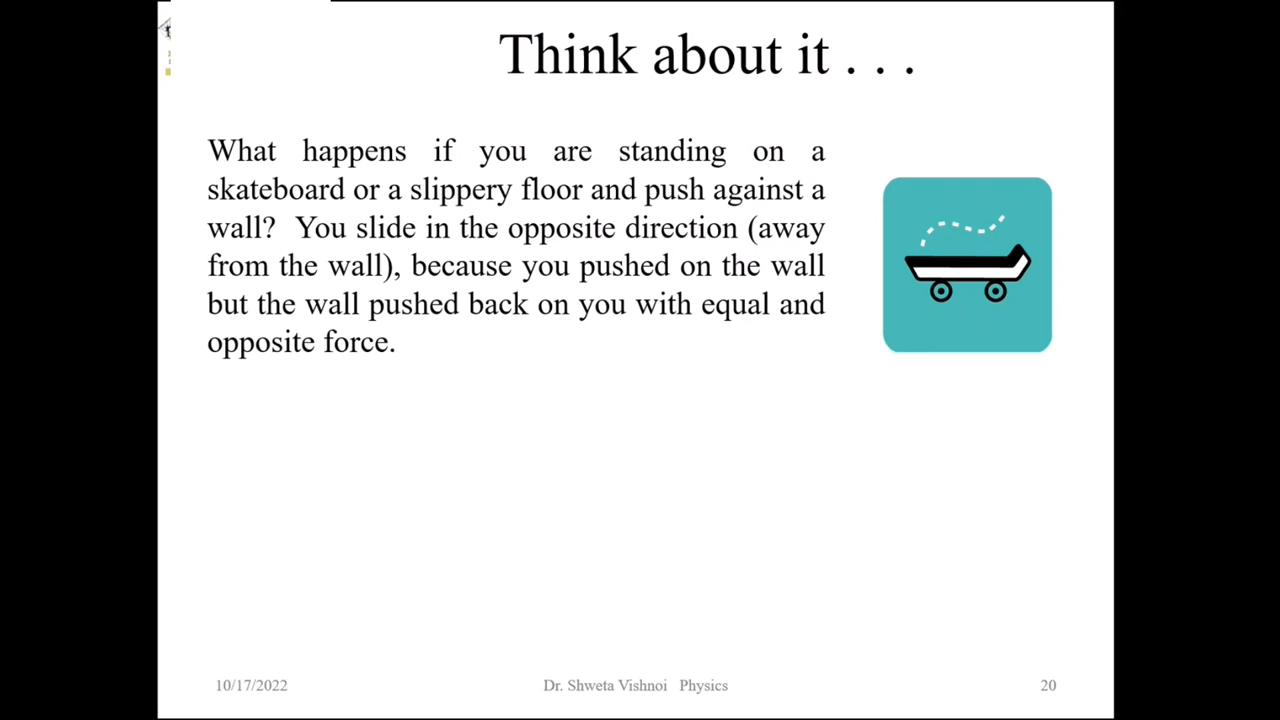 Think about it . . .
What happens if you are standing on a
skateboard or a slippery floor and push against a
wall? You slide in the opposite direction (away
from the wall), because you pushed on the wall
but the wall pushed back on you with equal and
opposite force.
10/17/2022
Dr. Shweta Vishnoi Physics
20